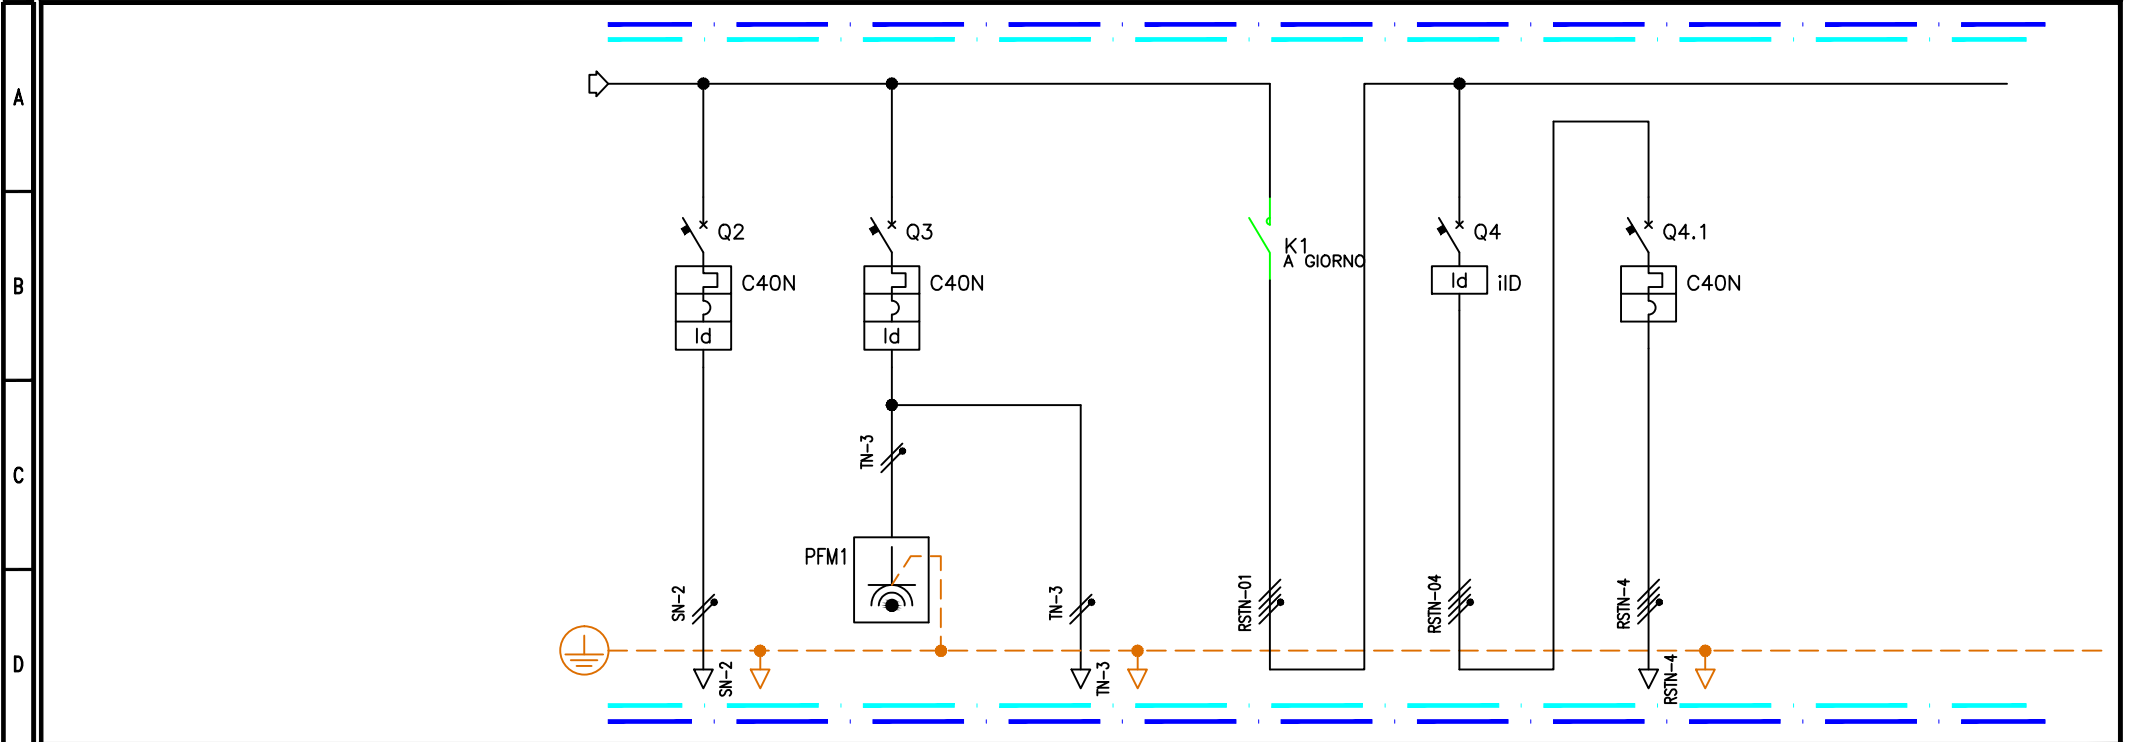 A
B
C
D
Q2
C40N
Id
Q3
C40N
Id
K1
A GIORNO
Q4
Id
iID
Q4.1
C40N
TN-3
PFM1
SN-2
TN-3
RSTN-01
RSTN-04
RSTN-4
SN-2
TN-3
RSTN-4